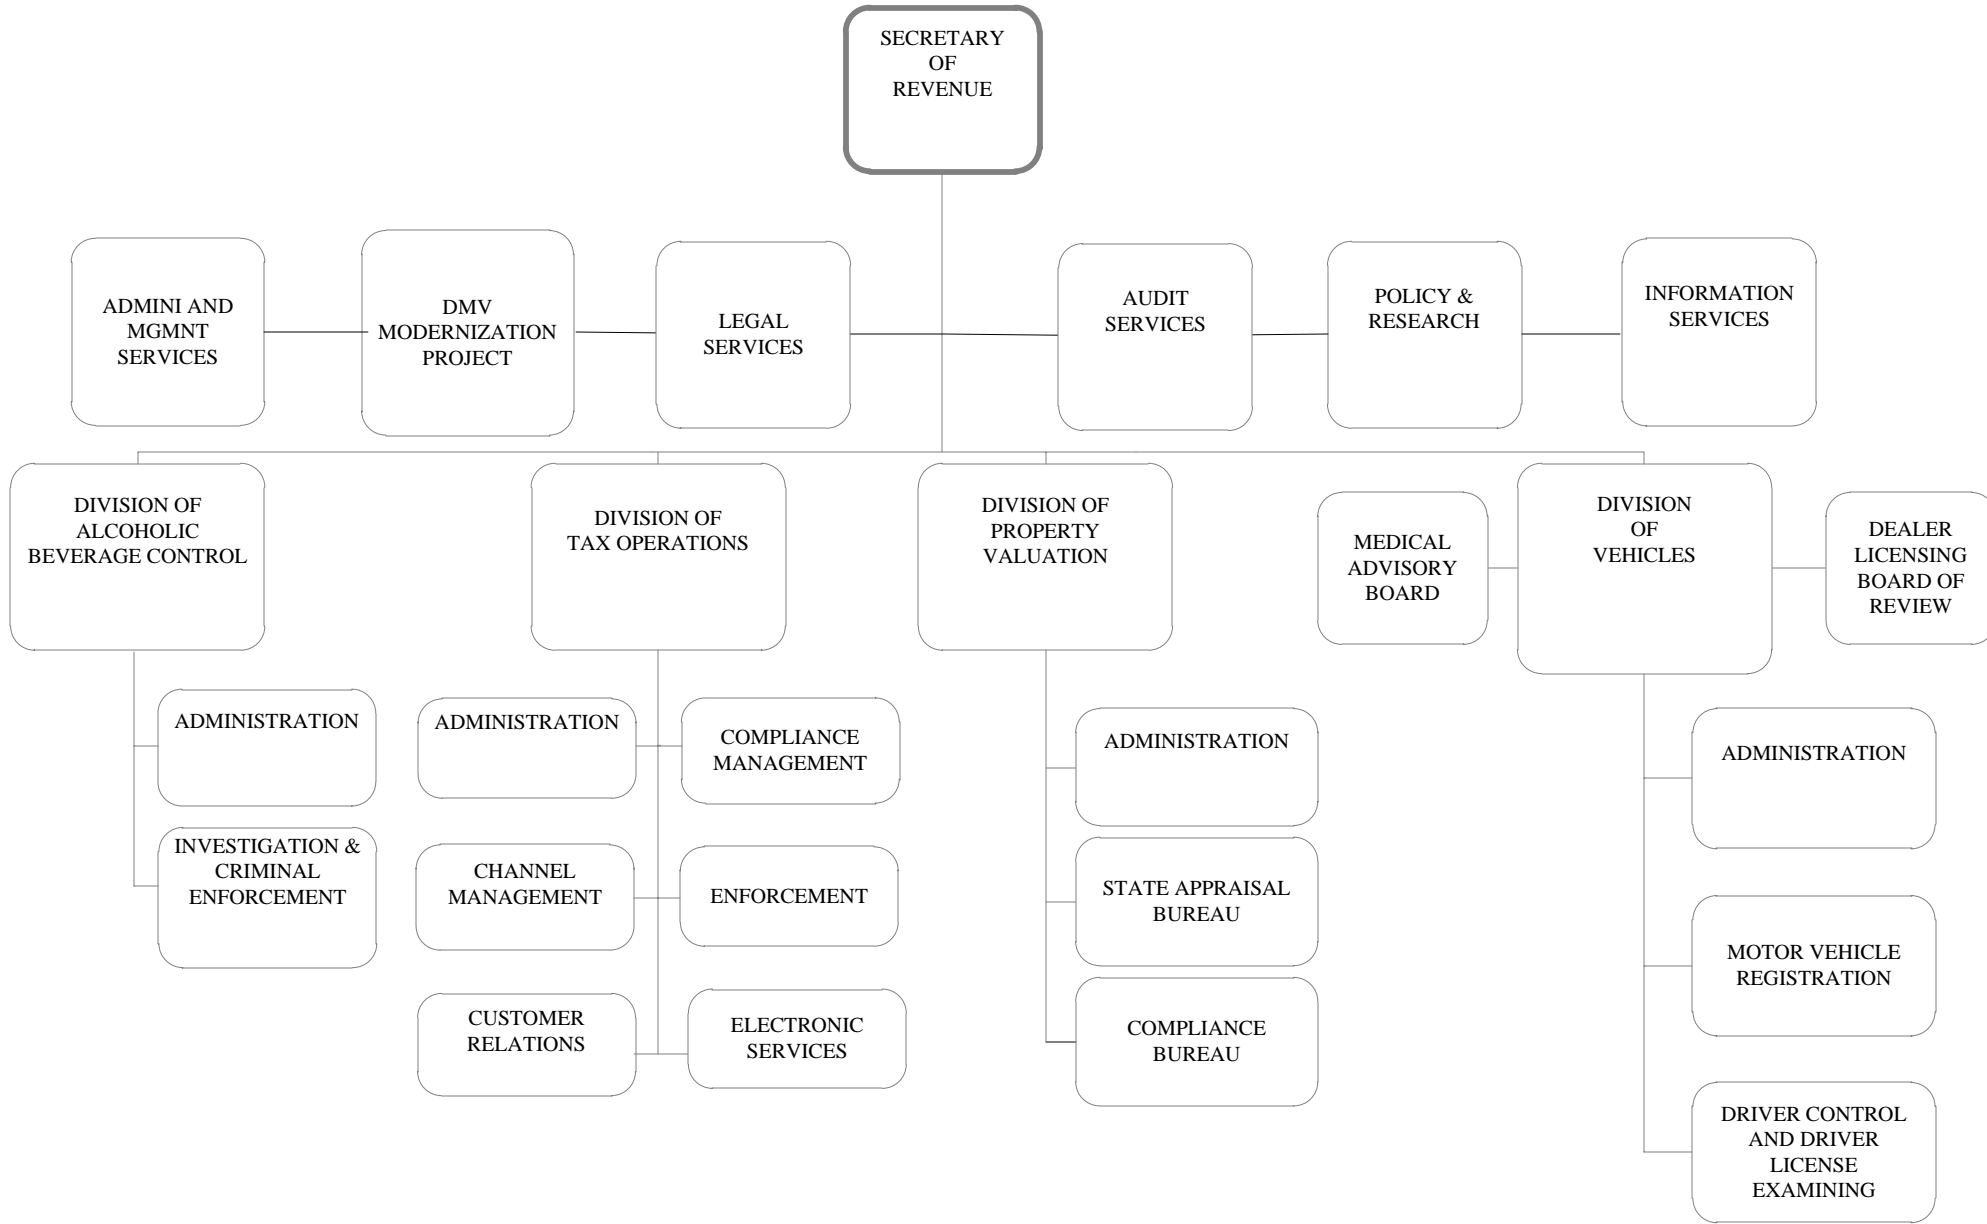 SECRETARY
OF
REVENUE
ADMINI AND
MGMNT
SERVICES
DMV
MODERNIZATION
PROJECT
LEGAL
SERVICES
AUDIT
SERVICES
POLICY &
RESEARCH
INFORMATION
SERVICES
DIVISION OF
ALCOHOLIC
BEVERAGE CONTROL
DIVISION OF
TAX OPERATIONS
DIVISION OF
PROPERTY
VALUATION
MEDICAL
ADVISORY
BOARD
DIVISION
OF
VEHICLES
DEALER
LICENSING
BOARD OF
REVIEW
ADMINISTRATION
INVESTIGATION &
CRIMINAL
ENFORCEMENT
ADMINISTRATION
COMPLIANCE
MANAGEMENT
CHANNEL
MANAGEMENT
ENFORCEMENT
CUSTOMER
RELATIONS
ELECTRONIC
SERVICES
ADMINISTRATION
STATE APPRAISAL
BUREAU
COMPLIANCE
BUREAU
ADMINISTRATION
MOTOR VEHICLE
REGISTRATION
DRIVER CONTROL
AND DRIVER
LICENSE
EXAMINING